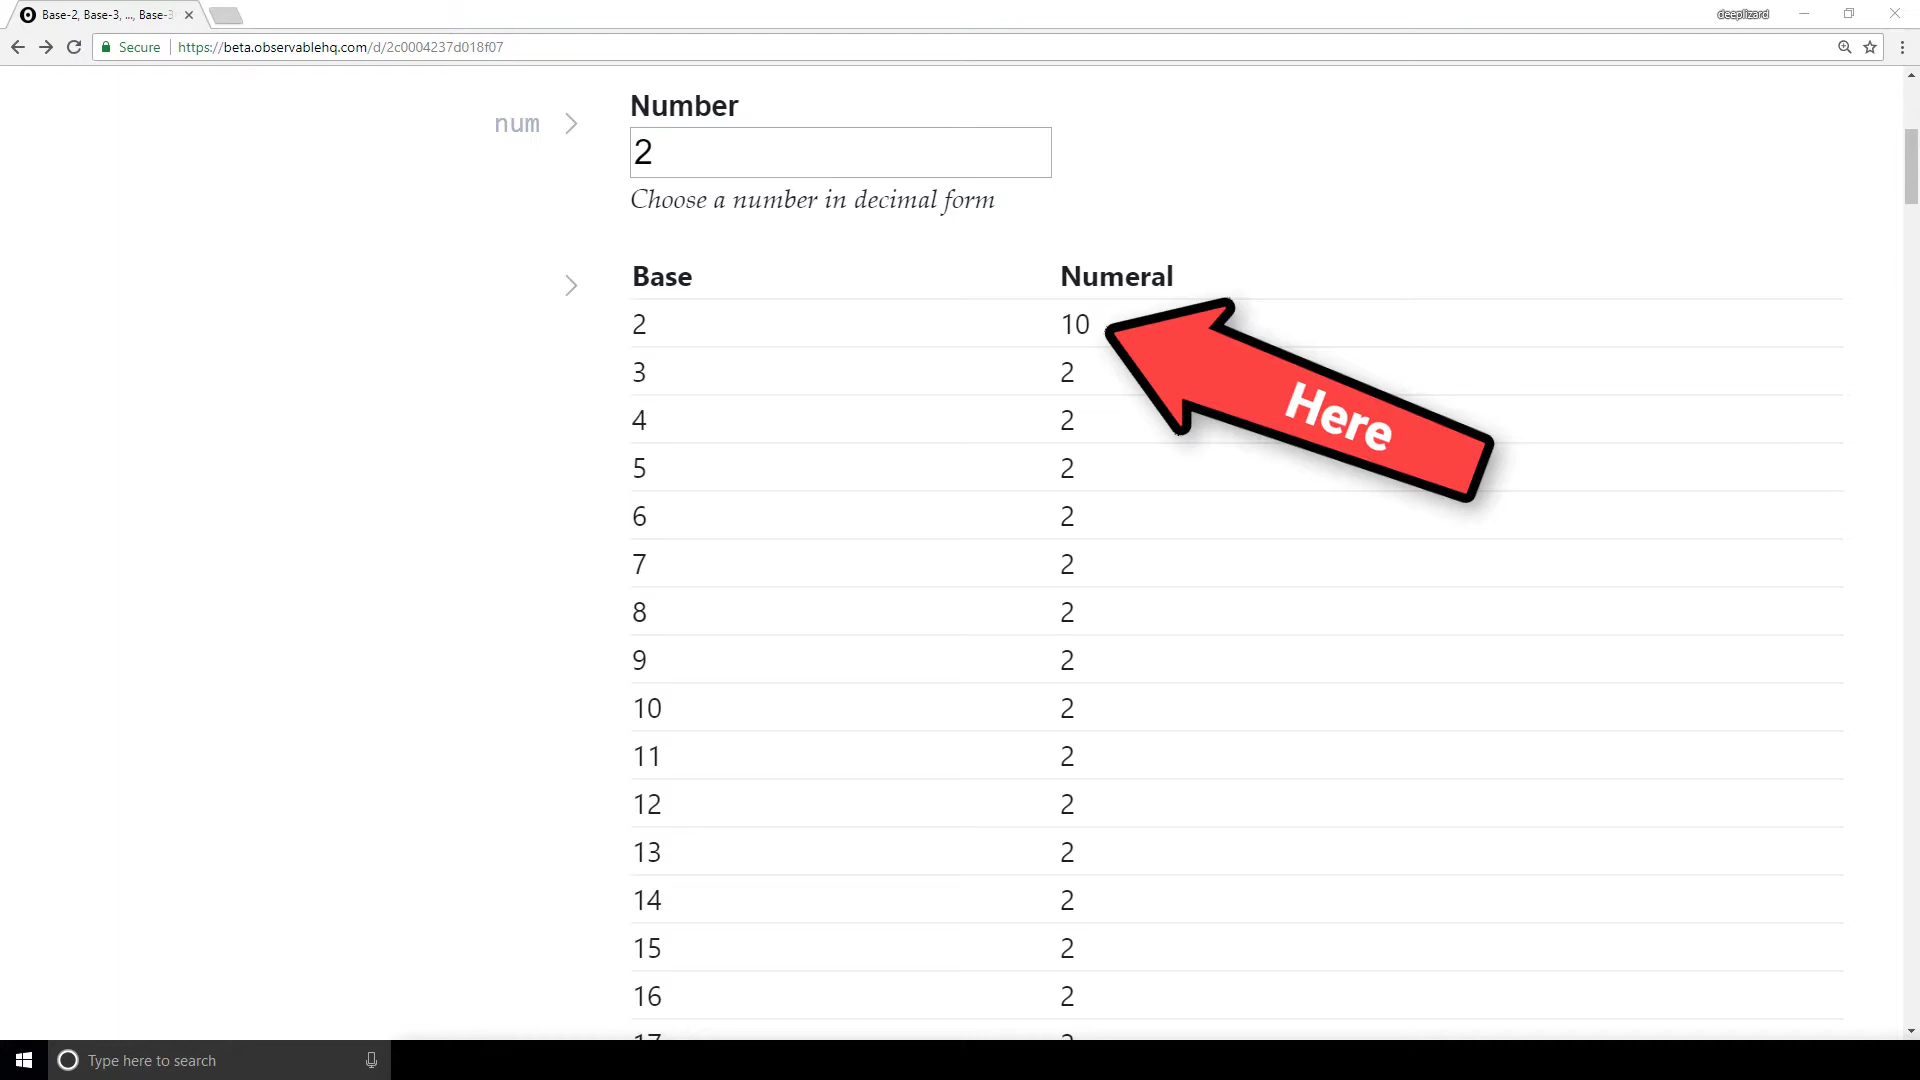 Base-2, Base-3, ..., Base-3
deeplizard
Secure https://beta.observablehq.com/d/2c0004237d018f07
num
Number
2
Choose a number in decimal form
Base Numeral
2 10
Here
3 2
4 2
5 2
6 2
7 2
8 2
9 2
10 2
11 2
12 2
13 2
14 2
15 2
16 2
17 2
Type here to search